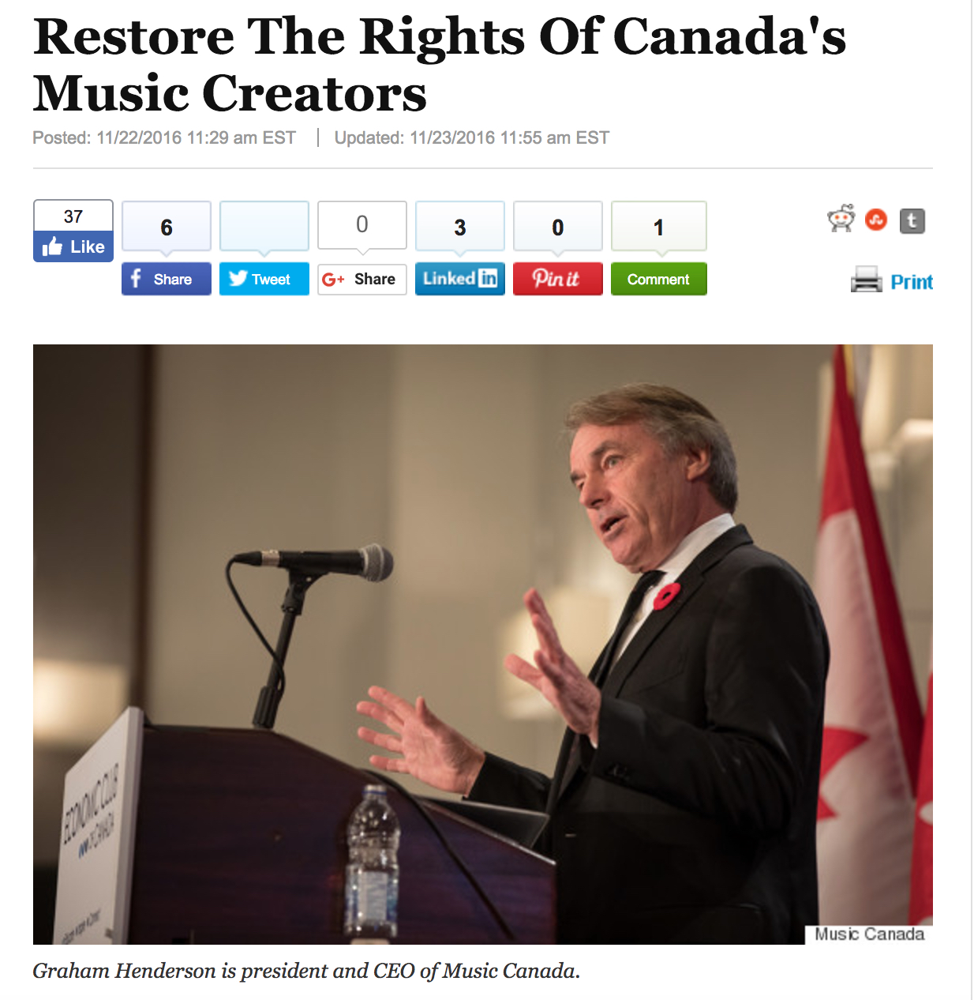 Restore The Rights Of Canada's
Music Creators
Posted: 11/22/2016 11:29 am EST | Updated: 11/23/2016 11:55 am EST
37
Like
6
Share
Tweet
0
G+ Share
3
Linked in
0
Pin it
1
Comment
t
Print
ECONOMIC CLUB
OF CANADA
Music Canada
Graham Henderson is president and CEO of Music Canada.